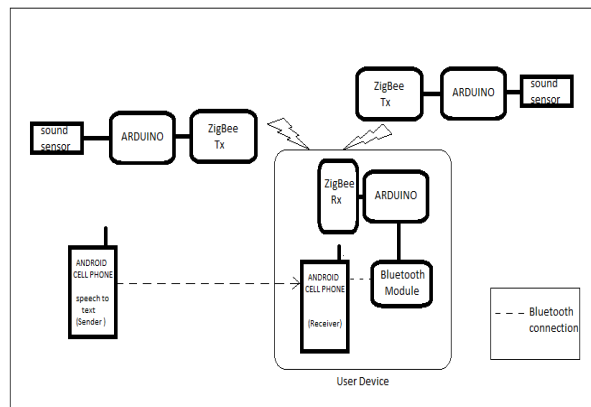 sound
sensor
ARDUINO
ZigBee
Tx
ZigBee
Tx
ARDUINO
sound
sensor
ZigBee
Rx
ARDUINO
ANDROID
CELL PHONE
speech to
text
(Sender )
ANDROID
CELL PHONE
(Receiver)
Bluetooth
Module
Bluetooth
connection
User Device